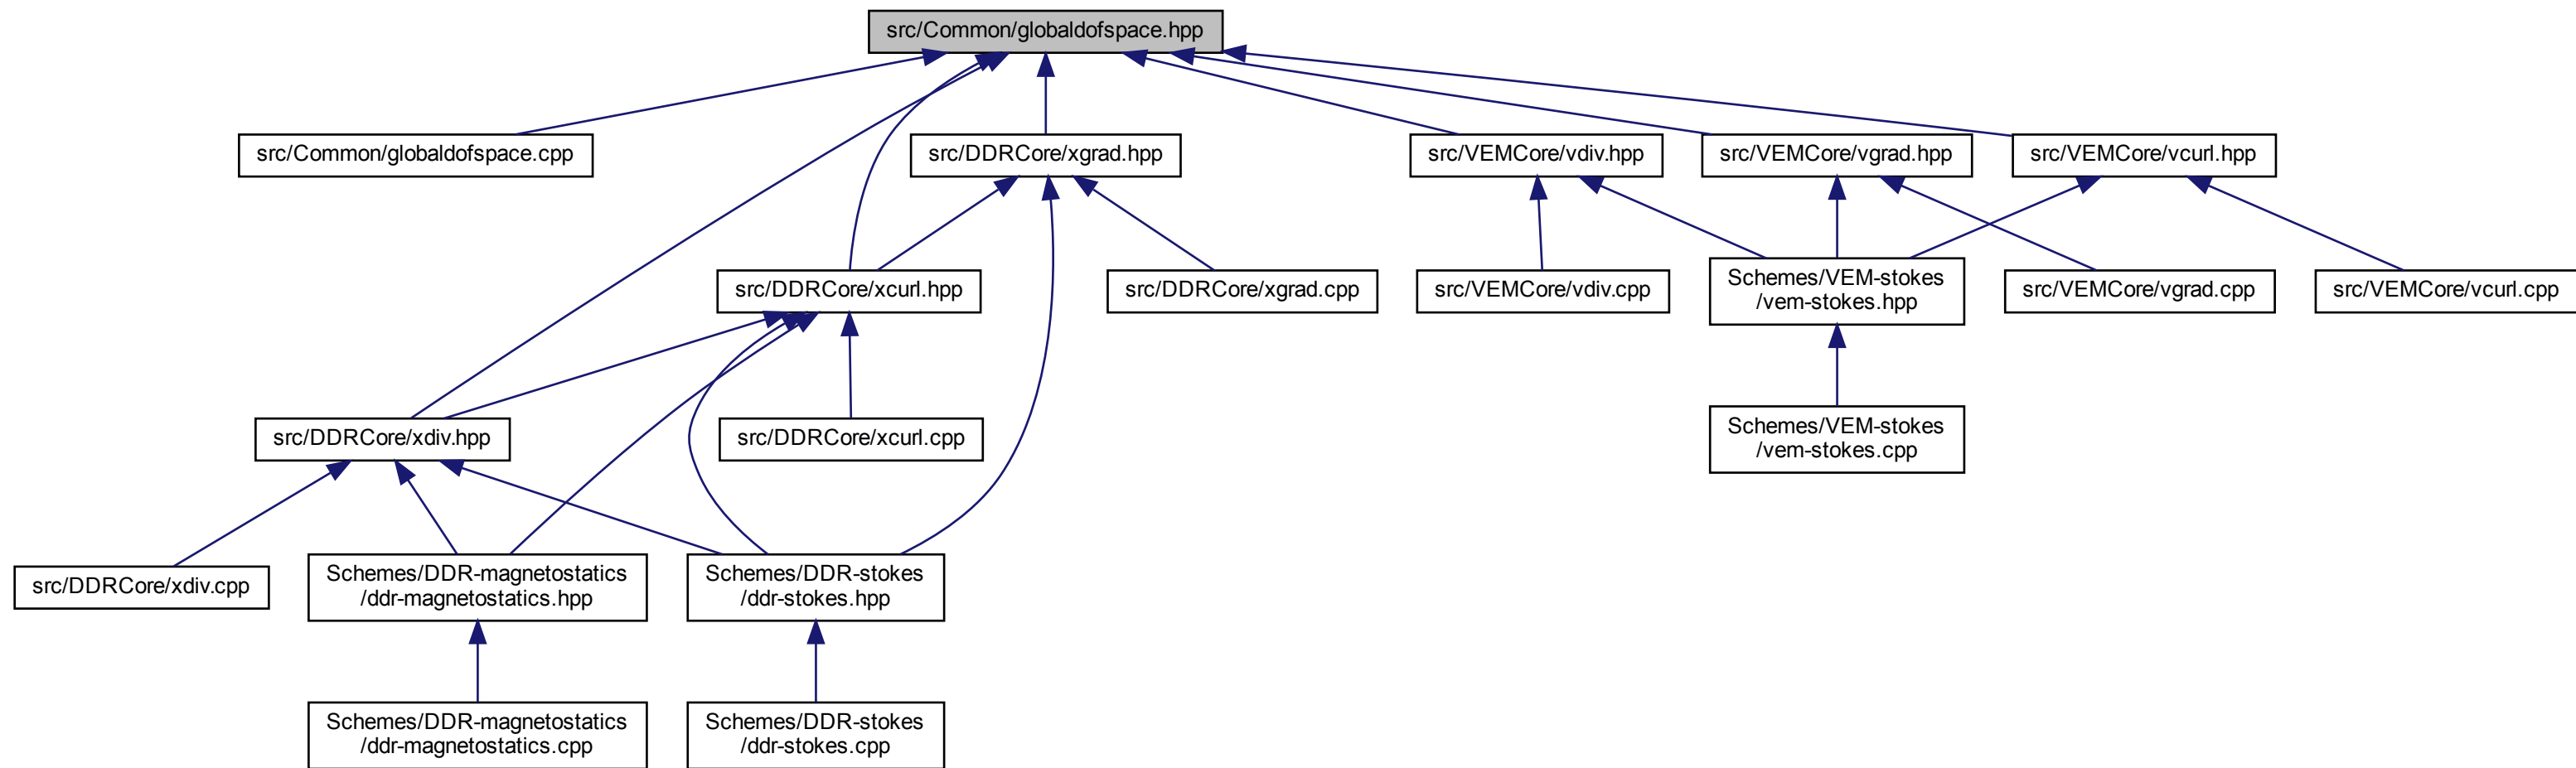 src/Common/globaldofspace.hpp
src/Common/globaldofspace.cpp
src/DDRCore/xgrad.hpp
src/VEMCore/vdiv.hpp
src/VEMCore/vgrad.hpp
src/VEMCore/vcurl.hpp
src/DDRCore/xcurl.hpp
src/DDRCore/xgrad.cpp
src/VEMCore/vdiv.cpp
Schemes/VEM-stokes
/vem-stokes.hpp
src/VEMCore/vgrad.cpp
src/VEMCore/vcurl.cpp
src/DDRCore/xdiv.hpp
src/DDRCore/xcurl.cpp
Schemes/VEM-stokes
/vem-stokes.cpp
src/DDRCore/xdiv.cpp
Schemes/DDR-magnetostatics
/ddr-magnetostatics.hpp
Schemes/DDR-stokes
/ddr-stokes.hpp
Schemes/DDR-magnetostatics
/ddr-magnetostatics.cpp
Schemes/DDR-stokes
/ddr-stokes.cpp